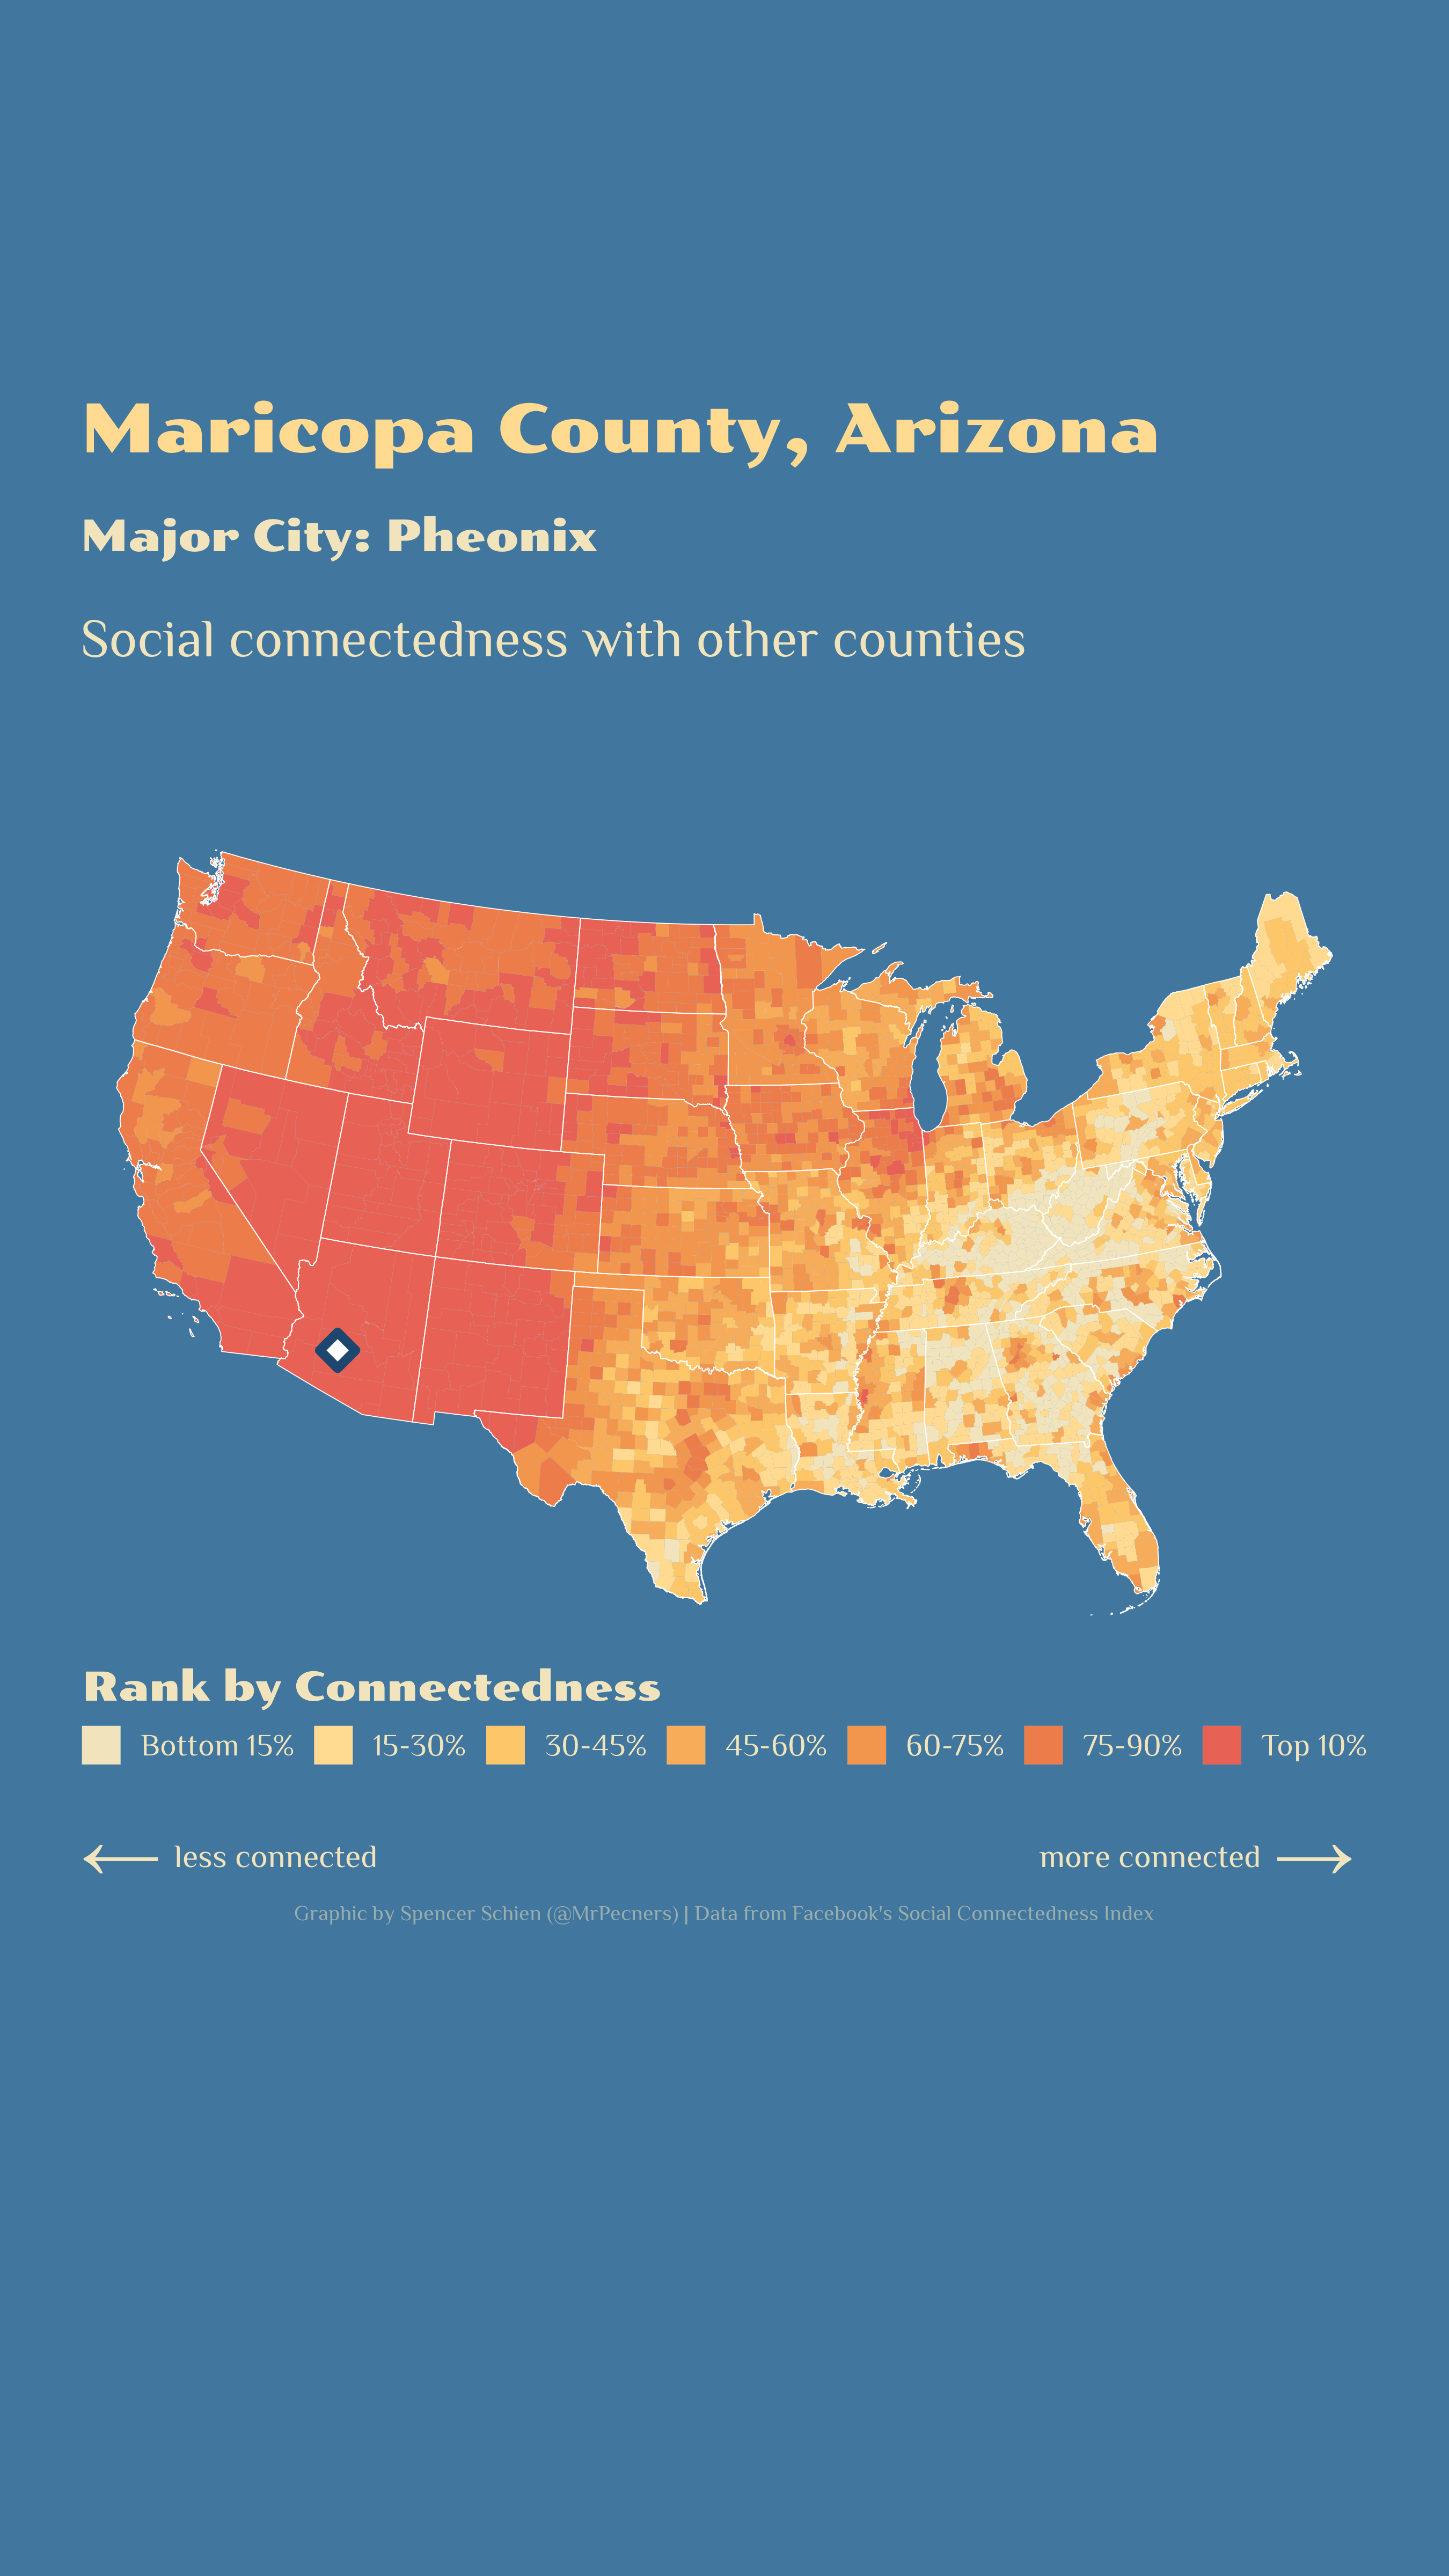 Maricopa County, Arizona
Major City: Pheonix
Social connectedness with other counties
Rank by Connectedness
Bottom 15% 15-30% 30-45% 45-60% 60-75% 75-90% Top 10%
← less connected more connected →
Graphic by Spencer Schien (@MrPecners) | Data from Facebook's Social Connectedness Index